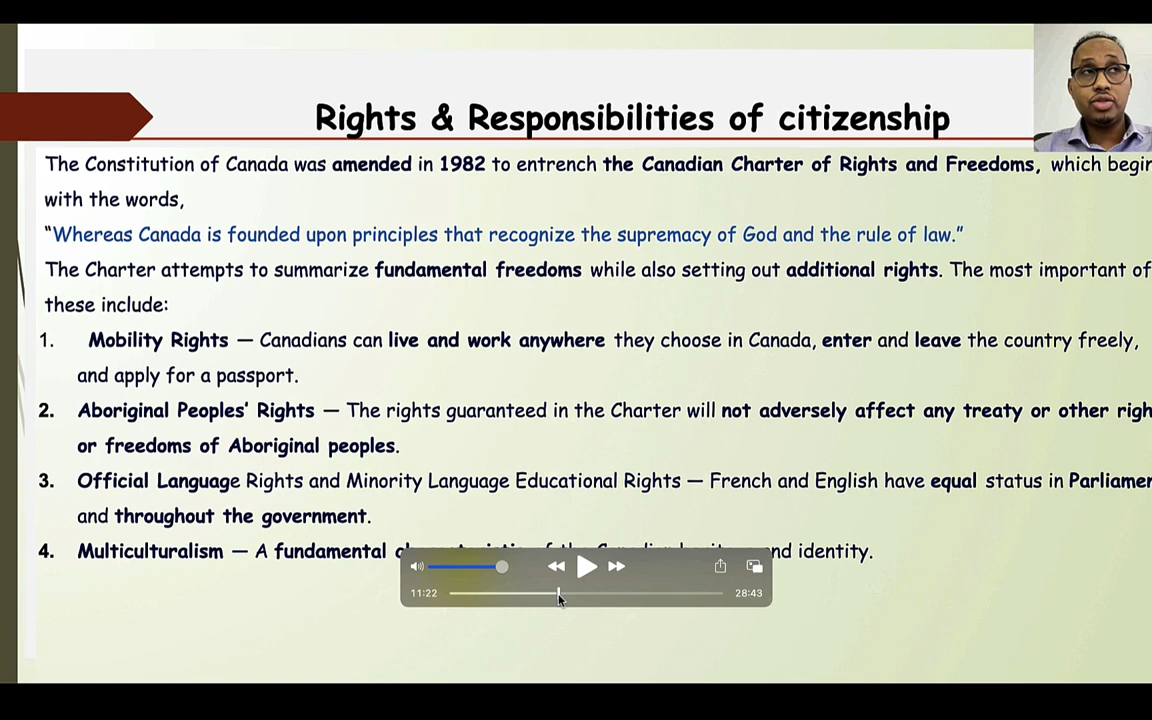 Rights & Responsibilities of citizenship
The Constitution of Canada was amended in 1982 to entrench the Canadian Charter of Rights and Freedoms, which begin
with the words,
“Whereas Canada is founded upon principles that recognize the supremacy of God and the rule of law.”
The Charter attempts to summarize fundamental freedoms while also setting out additional rights. The most important of
these include:
1. Mobility Rights — Canadians can live and work anywhere they choose in Canada, enter and leave the country freely,
and apply for a passport.
2. Aboriginal Peoples’ Rights — The rights guaranteed in the Charter will not adversely affect any treaty or other righ
or freedoms of Aboriginal peoples.
3. Official Language Rights and Minority Language Educational Rights — French and English have equal status in Parliamen
and throughout the government.
4. Multiculturalism — A fundamental and identity.
11:22 28:43